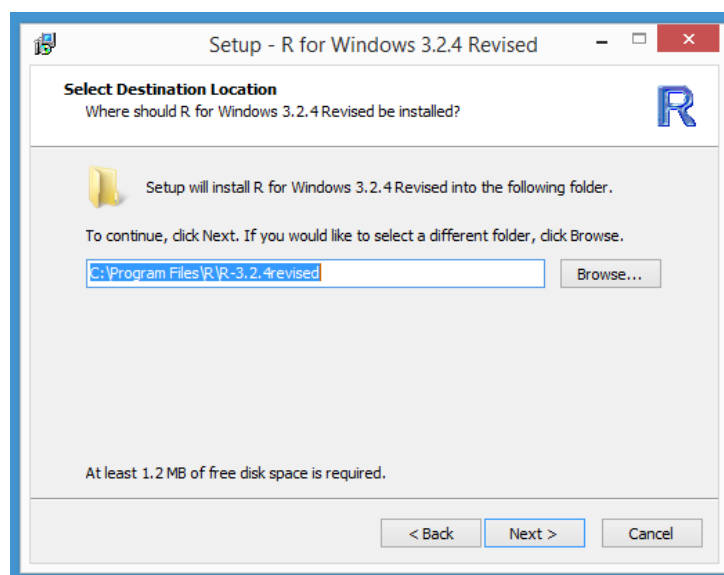 Setup - R for Windows 3.2.4 Revised
Select Destination Location
Where should R for Windows 3.2.4 Revised be installed?
R
Setup will install R for Windows 3.2.4 Revised into the following folder.
To continue, click Next. If you would like to select a different folder, click Browse.
C:\Program Files\R\R-3.2.4revised
Browse...
At least 1.2 MB of free disk space is required.
< Back
Next >
Cancel